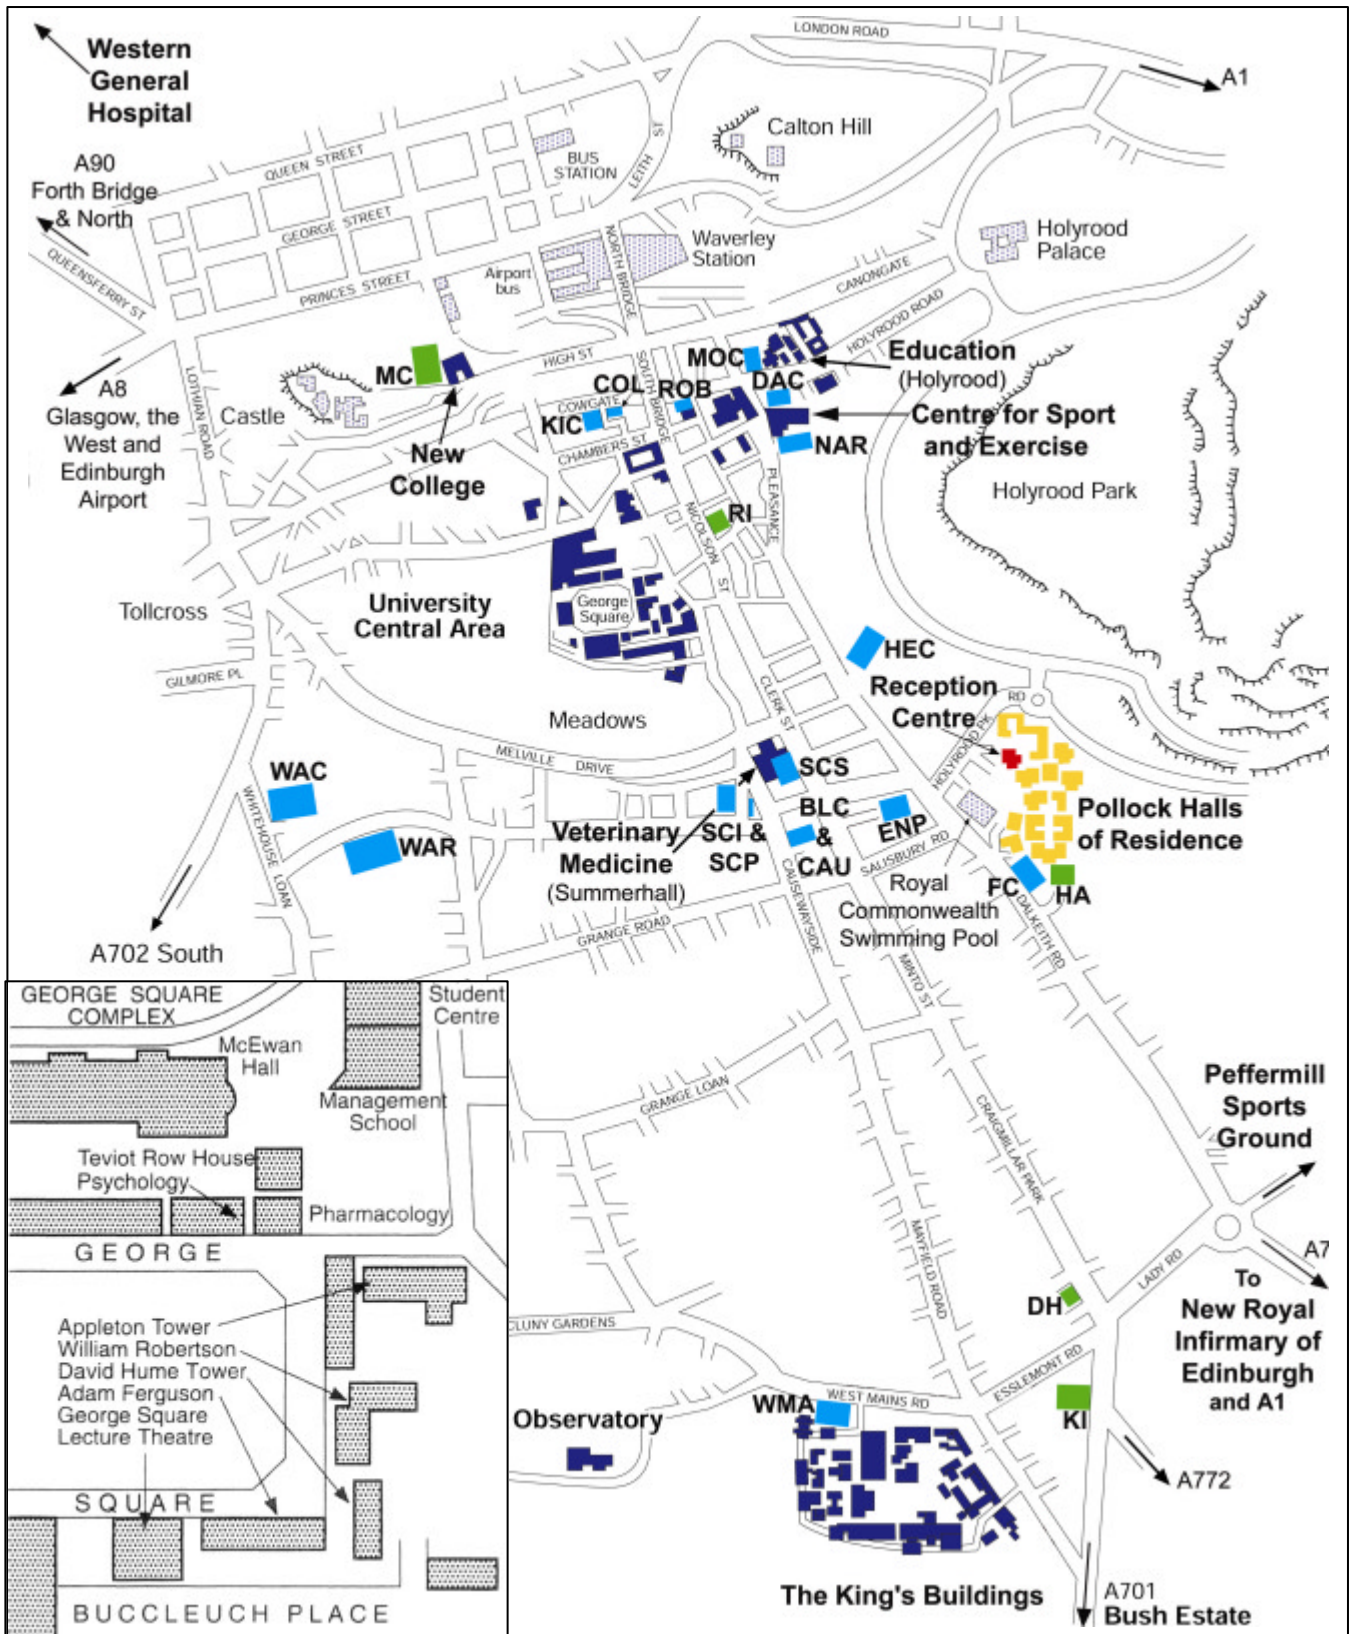 LONDON ROAD
Western
General
Hospital
A1
Calton Hill
A90
Forth Bridge
& North
QUEEN STREET
BUS
STATION
LEITH ST
GEORGE STREET
QUEENSFERRY ST
PRINCES STREET
Airport
bus
NORTH BRIDGE
Waverley
Station
Holyrood
Palace
CANONGATE
HOLYROOD ROAD
HIGH ST
MC
MOC
Education
(Holyrood)
A8
Glasgow, the
West and
Edinburgh
Airport
LOTHIAN ROAD
Castle
COL
ROB
DAC
SOUTH BRIDGE
COWGATE
KIC
Centre for Sport
and Exercise
New
College
CHAMBERS ST
NAR
Holyrood Park
PLEASANCE
NICOLSON ST
RI
Tollcross
University
Central Area
George
Square
HEC
GILMORE PL
Reception
Centre
CLERK ST
HOLYROOD PK RD
Meadows
MELVILLE DRIVE
WAC
SCS
WHITEHOUSE LOAN
WAR
Veterinary
Medicine
(Summerhall)
SCI &
SCP
BLC
&
CAU
ENP
SALISBURY RD
Pollock Halls
of Residence
Royal
Commonwealth
Swimming Pool
FC
HA
DALKEITH RD
CAUSEWAYSIDE
GRANGE ROAD
MINTO ST
A702 South
GEORGE SQUARE
COMPLEX
Student
Centre
McEwan
Hall
Management
School
Teviot Row House
Psychology
Pharmacology
GEORGE
Appleton Tower
William Robertson
David Hume Tower
Adam Ferguson
George Square
Lecture Theatre
SQUARE
BUCCLEUCH PLACE
GRANGE LOAN
CRAIGMILLAR PARK
MAYFIELD ROAD
Peffermill
Sports
Ground
LADY RD
A7
To
New Royal
Infirmary of
Edinburgh
and A1
DH
CLUNY GARDENS
ESSLEMONT RD
WEST MAINS RD
WMA
KI
Observatory
A772
The King's Buildings
A701
Bush Estate